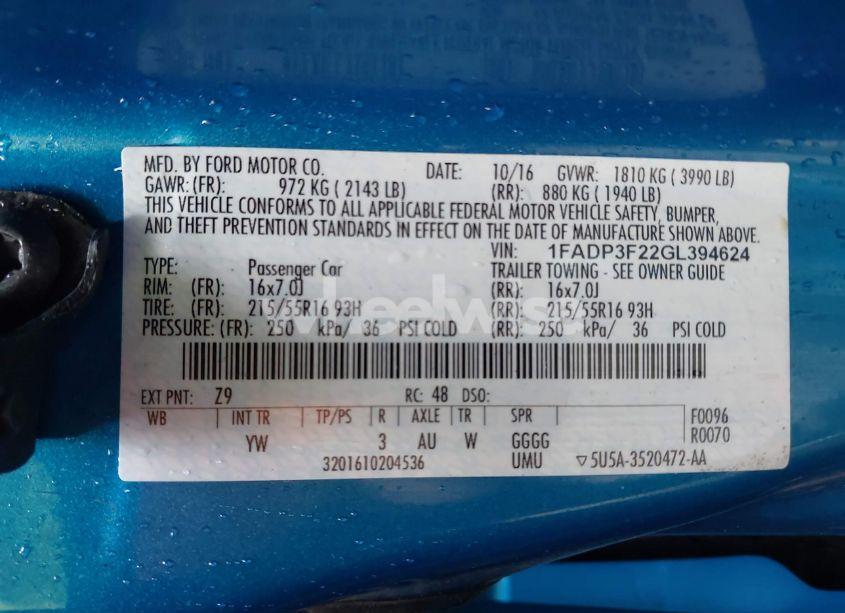 MFD. BY FORD MOTOR CO. DATE: 10/16 GVWR: 1810 KG ( 3990 LB)
GAWR: (FR): 972 KG ( 2143 LB) (RR): 880 KG ( 1940 LB)
THIS VEHICLE CONFORMS TO ALL APPLICABLE FEDERAL MOTOR VEHICLE SAFETY, BUMPER,
AND THEFT PREVENTION STANDARDS IN EFFECT ON THE DATE OF MANUFACTURE SHOWN ABOVE.
VIN: 1FADP3F22GL394624
TYPE: Passenger Car TRAILER TOWING - SEE OWNER GUIDE
RIM: (FR) 16x7.0J (RR): 16x7.0J
TIRE: (FR) 215/55R16 93H (RR): 215/55R16 93H
PRESSURE: (FR): 250 kPa/ 36 PSI COLD (RR): 250 kPa/ 36 PSI COLD
EXT PNT: Z9 RC: 48 DSO:
WB INT TR TP/PS R AXLE TR SPR F0096
YW 3 AU W GGGG R0070
3201610204536 UMU ▽5U5A-3520472-AA